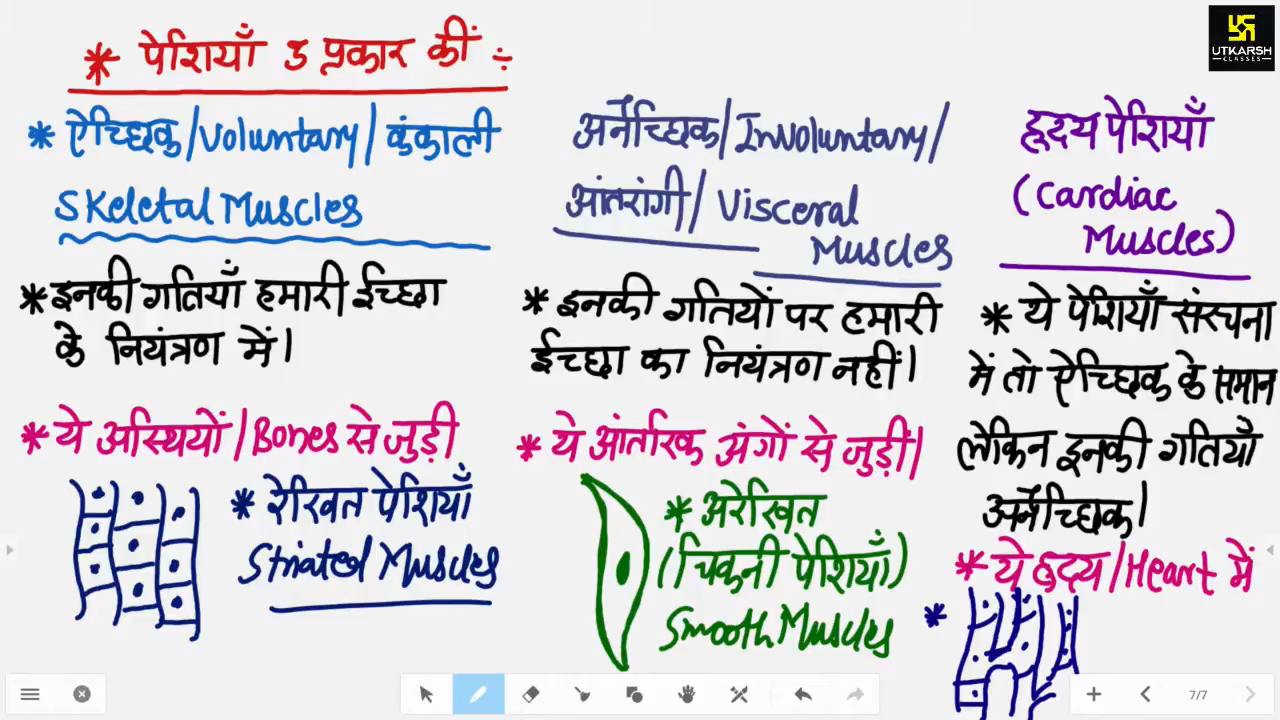 * पेशियाँ 3 प्रकार कीं ÷
UTKARSH
CLASSES
* ऐच्छिक/Voluntary/कंकाली
Skeletal Muscles
* इनकी गतियाँ हमारी ईच्छा
के नियंत्रण में।
* ये अस्थियों/Bones से जुड़ी
* रेखित पेशियाँ
Striated Muscles
अनैच्छिक/Involuntary/
आंतरांगी/Visceral
Muscles
* इनकी गतियों पर हमारी
ईच्छा का नियंत्रण नहीं।
* ये आंतरिक अंगों से जुड़ीं।
* अरेखित
(चिकनी पेशियाँ)
Smooth Muscles
हृदय पेशियाँ
(Cardiac
Muscles)
* ये पेशियाँ संरचना
में तो ऐच्छिक के समान
लेकिन इनकी गतियाँ
अनैच्छिक।
* ये हृदय/Heart में
*
7/7